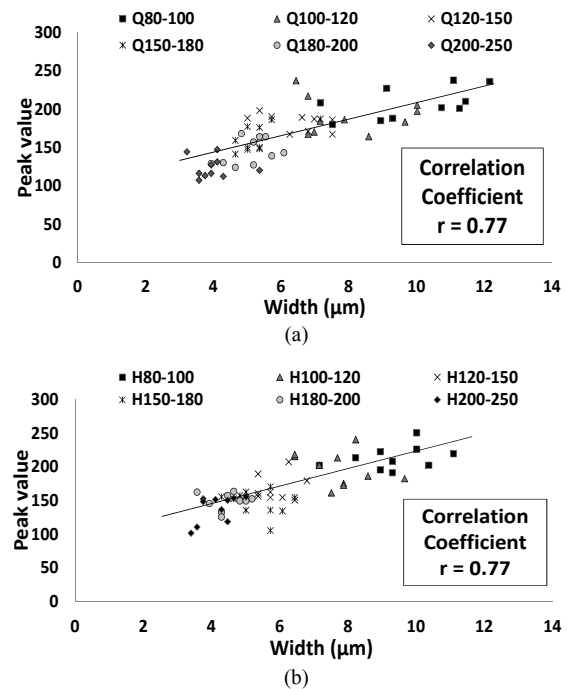 Q80-100 Q100-120 Q120-150
Q150-180 Q180-200 Q200-250
300
250
200
150
100
50
0
Peak value
Correlation
Coefficient
r = 0.77
0 2 4 6 8 10 12 14
Width (μm)
(a)
H80-100 H100-120 H120-150
H150-180 H180-200 H200-250
300
250
200
150
100
50
0
Peak value
Correlation
Coefficient
r = 0.77
0 2 4 6 8 10 12 14
Width (μm)
(b)